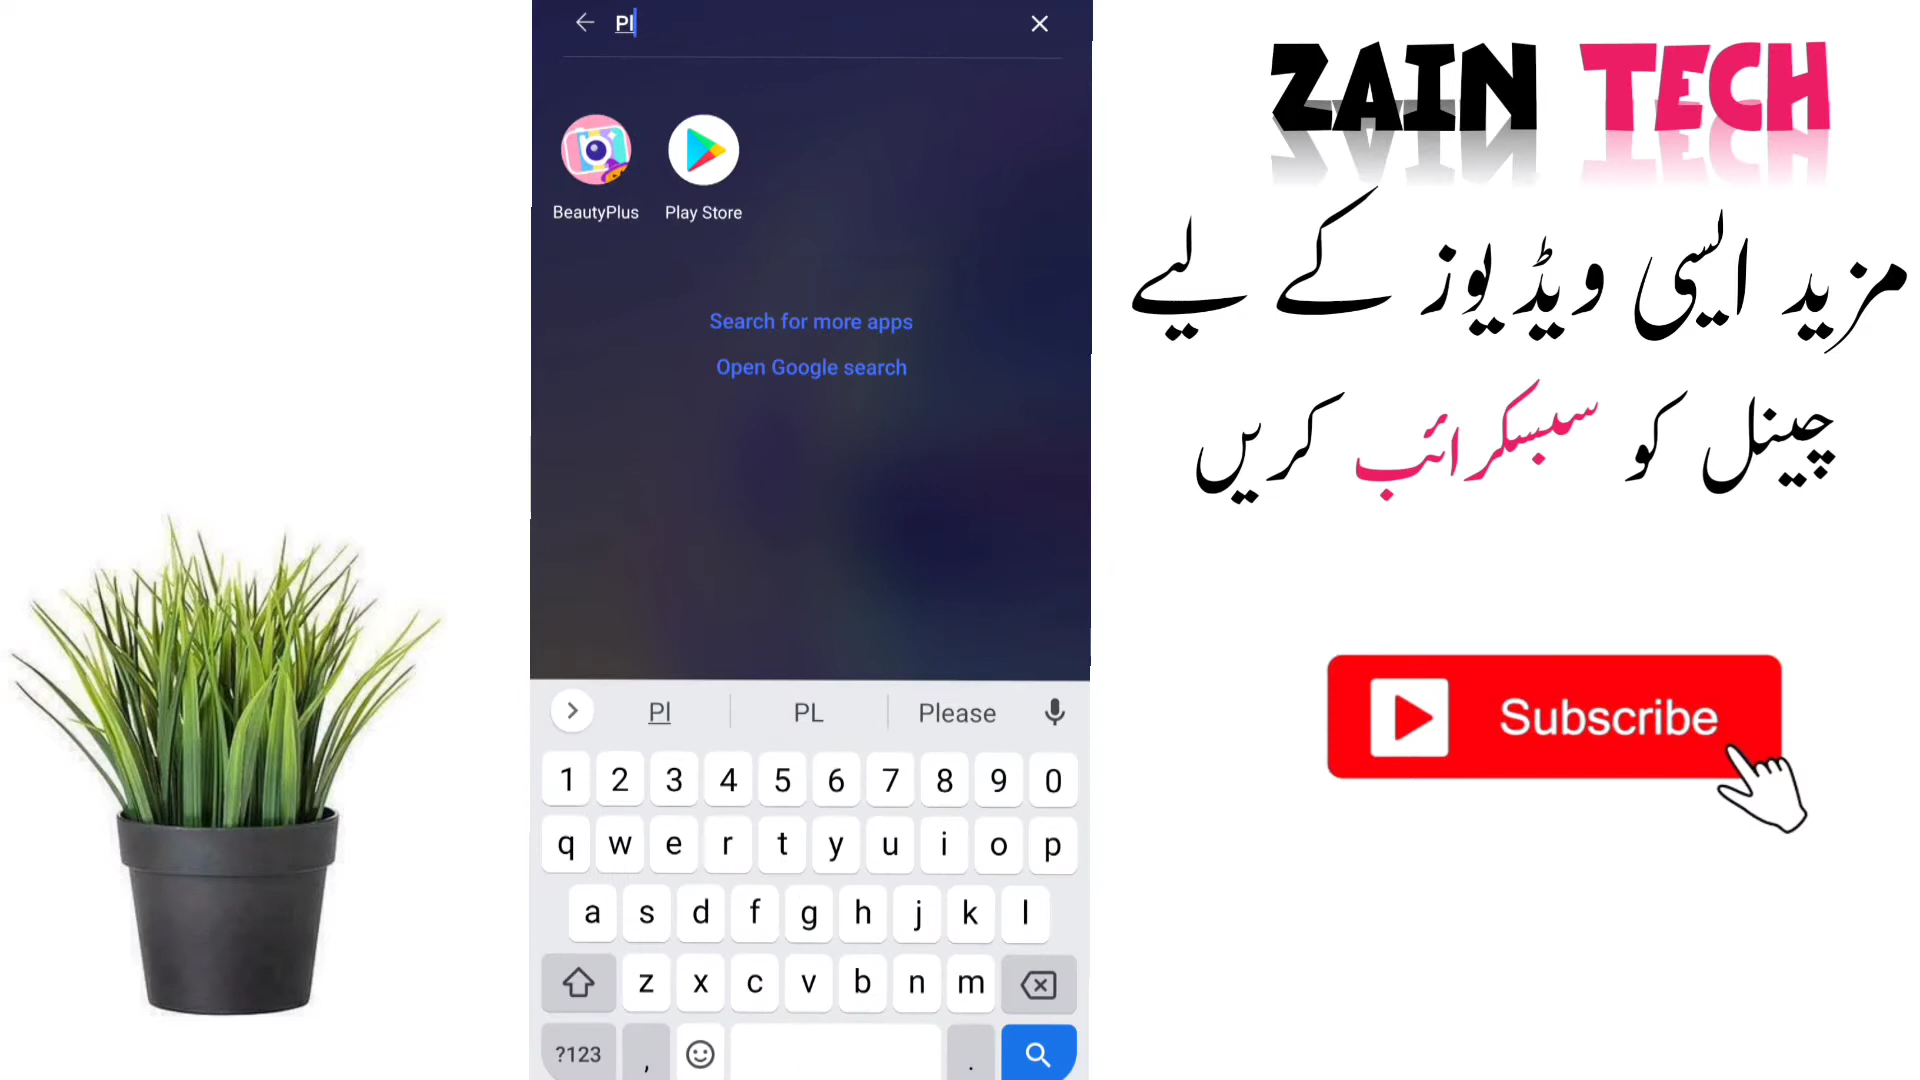 Pl
BeautyPlus
Play Store
Search for more apps
Open Google search
Pl PL Please
1 2 3 4 5 6 7 8 9 0
q w e r t y u i o p
a s d f g h j k l
z x c v b n m
?123 , .
ZAIN TECH
مزید ایسی ویڈیوز کے لیے
چینل کو سبسکرائب کریں
Subscribe